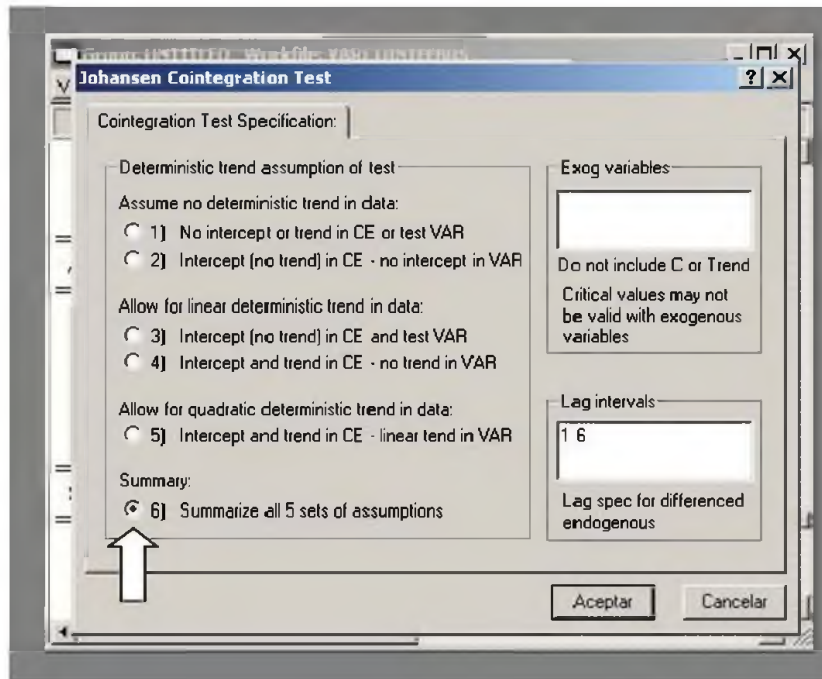 Johansen Cointegration Test
Cointegration Test Specification:
Deterministic trend assumption of test
Assume no deterministic trend in data:
1) No intercept or trend in CE or test VAR
2) Intercept (no trend) in CE - no intercept in VAR
Allow for linear deterministic trend in data:
3) Intercept (no trend) in CE and test VAR
4) Intercept and trend in CE - no trend in VAR
Allow for quadratic deterministic trend in data:
5) Intercept and trend in CE - linear tend in VAR
Summary:
6) Summarize all 5 sets of assumptions
Exog variables
Do not include C or Trend
Critical values may not
be valid with exogenous
variables
Lag intervals
1 6
Lag spec for differenced
endogenous
Aceptar
Cancelar